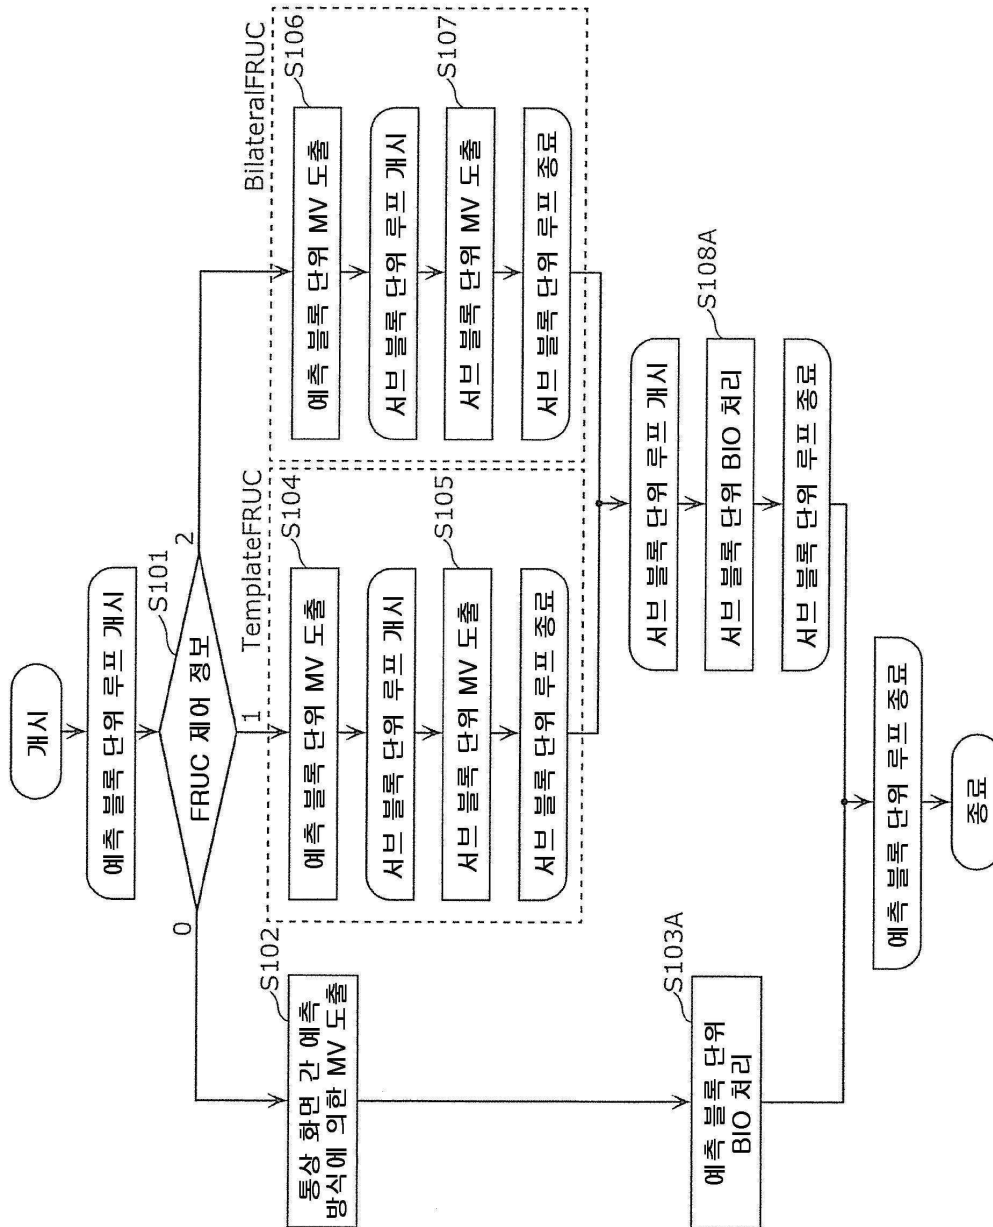 개시
예측 블록 단위 루프 개시
S101
FRUC 제어 정보
0
1
2
S102
통상 화면 간 예측
방식에 의한 MV 도출
TemplateFRUC
S104
예측 블록 단위 MV 도출
서브 블록 단위 루프 개시
S105
서브 블록 단위 MV 도출
서브 블록 단위 루프 종료
BilateralFRUC
S106
예측 블록 단위 MV 도출
서브 블록 단위 루프 개시
S107
서브 블록 단위 MV 도출
서브 블록 단위 루프 종료
S103A
예측 블록 단위
BIO 처리
서브 블록 단위 루프 개시
S108A
서브 블록 단위 BIO 처리
서브 블록 단위 루프 종료
예측 블록 단위 루프 종료
종료